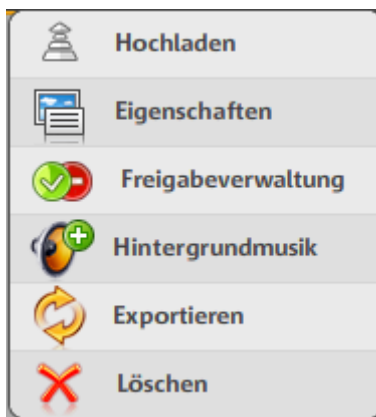 Hochladen
Eigenschaften
Freigabeverwaltung
Hintergrundmusik
Exportieren
Löschen